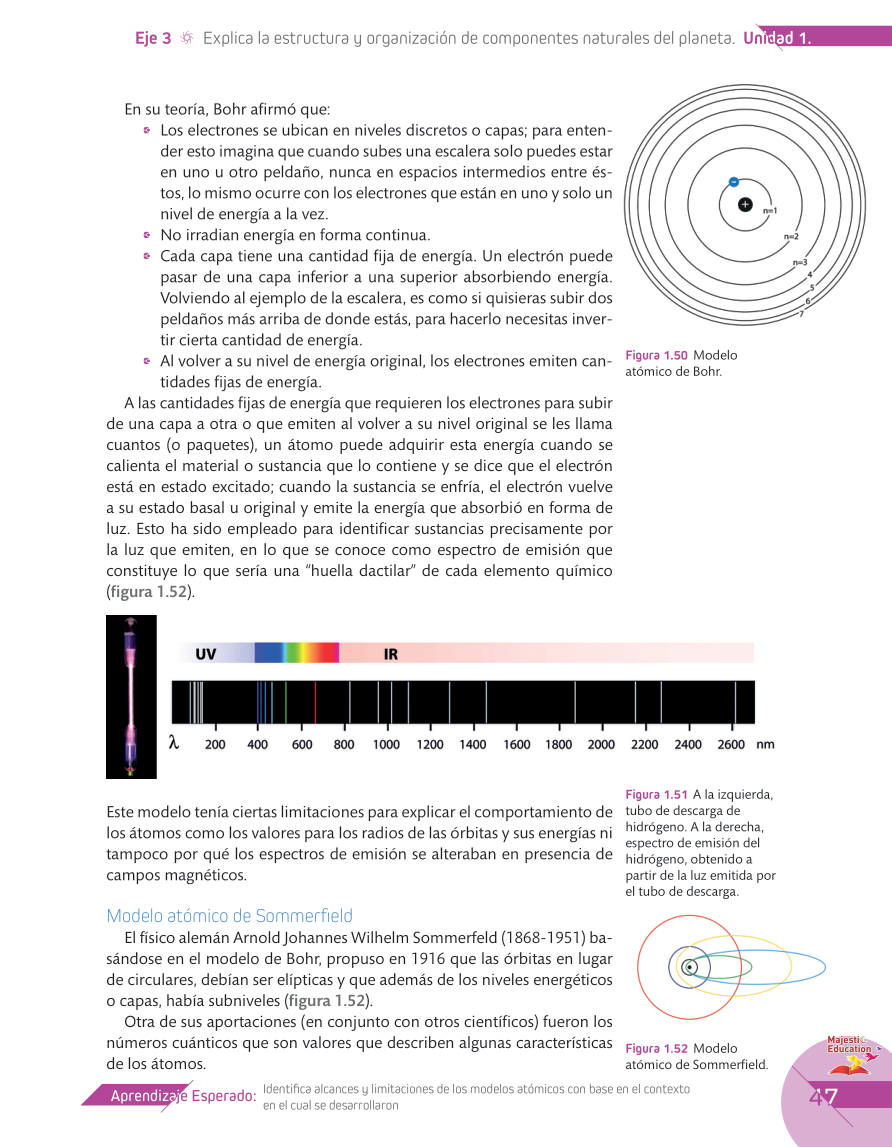 Eje 3 Explica la estructura y organización de componentes naturales del planeta. Unidad 1.
En su teoría, Bohr afirmó que:
Los electrones se ubican en niveles discretos o capas; para enten-
der esto imagina que cuando subes una escalera solo puedes estar
en uno u otro peldaño, nunca en espacios intermedios entre és-
tos, lo mismo ocurre con los electrones que están en uno y solo un
nivel de energía a la vez.
No irradian energía en forma continua.
Cada capa tiene una cantidad fija de energía. Un electrón puede
pasar de una capa inferior a una superior absorbiendo energía.
Volviendo al ejemplo de la escalera, es como si quisieras subir dos
peldaños más arriba de donde estás, para hacerlo necesitas inver-
tir cierta cantidad de energía.
Al volver a su nivel de energía original, los electrones emiten can-
tidades fijas de energía.
A las cantidades fijas de energía que requieren los electrones para subir
de una capa a otra o que emiten al volver a su nivel original se les llama
cuantos (o paquetes), un átomo puede adquirir esta energía cuando se
calienta el material o sustancia que lo contiene y se dice que el electrón
está en estado excitado; cuando la sustancia se enfría, el electrón vuelve
a su estado basal u original y emite la energía que absorbió en forma de
luz. Esto ha sido empleado para identificar sustancias precisamente por
la luz que emiten, en lo que se conoce como espectro de emisión que
constituye lo que sería una “huella dactilar” de cada elemento químico
(figura 1.52).
− +
n=1
n=2
n=3
4
5
6
7
Figura 1.50 Modelo
atómico de Bohr.
UV IR
λ 200 400 600 800 1000 1200 1400 1600 1800 2000 2200 2400 2600 nm
Figura 1.51 A la izquierda,
tubo de descarga de
hidrógeno. A la derecha,
espectro de emisión del
hidrógeno, obtenido a
partir de la luz emitida por
el tubo de descarga.
Este modelo tenía ciertas limitaciones para explicar el comportamiento de
los átomos como los valores para los radios de las órbitas y sus energías ni
tampoco por qué los espectros de emisión se alteraban en presencia de
campos magnéticos.
Modelo atómico de Sommerfield
El físico alemán Arnold Johannes Wilhelm Sommerfeld (1868-1951) ba-
sándose en el modelo de Bohr, propuso en 1916 que las órbitas en lugar
de circulares, debían ser elípticas y que además de los niveles energéticos
o capas, había subniveles (figura 1.52).
Otra de sus aportaciones (en conjunto con otros científicos) fueron los
números cuánticos que son valores que describen algunas características
de los átomos.
Figura 1.52 Modelo
atómico de Sommerfield.
Majestic
Education
Aprendizaje Esperado: Identifica alcances y limitaciones de los modelos atómicos con base en el contexto
en el cual se desarrollaron
47